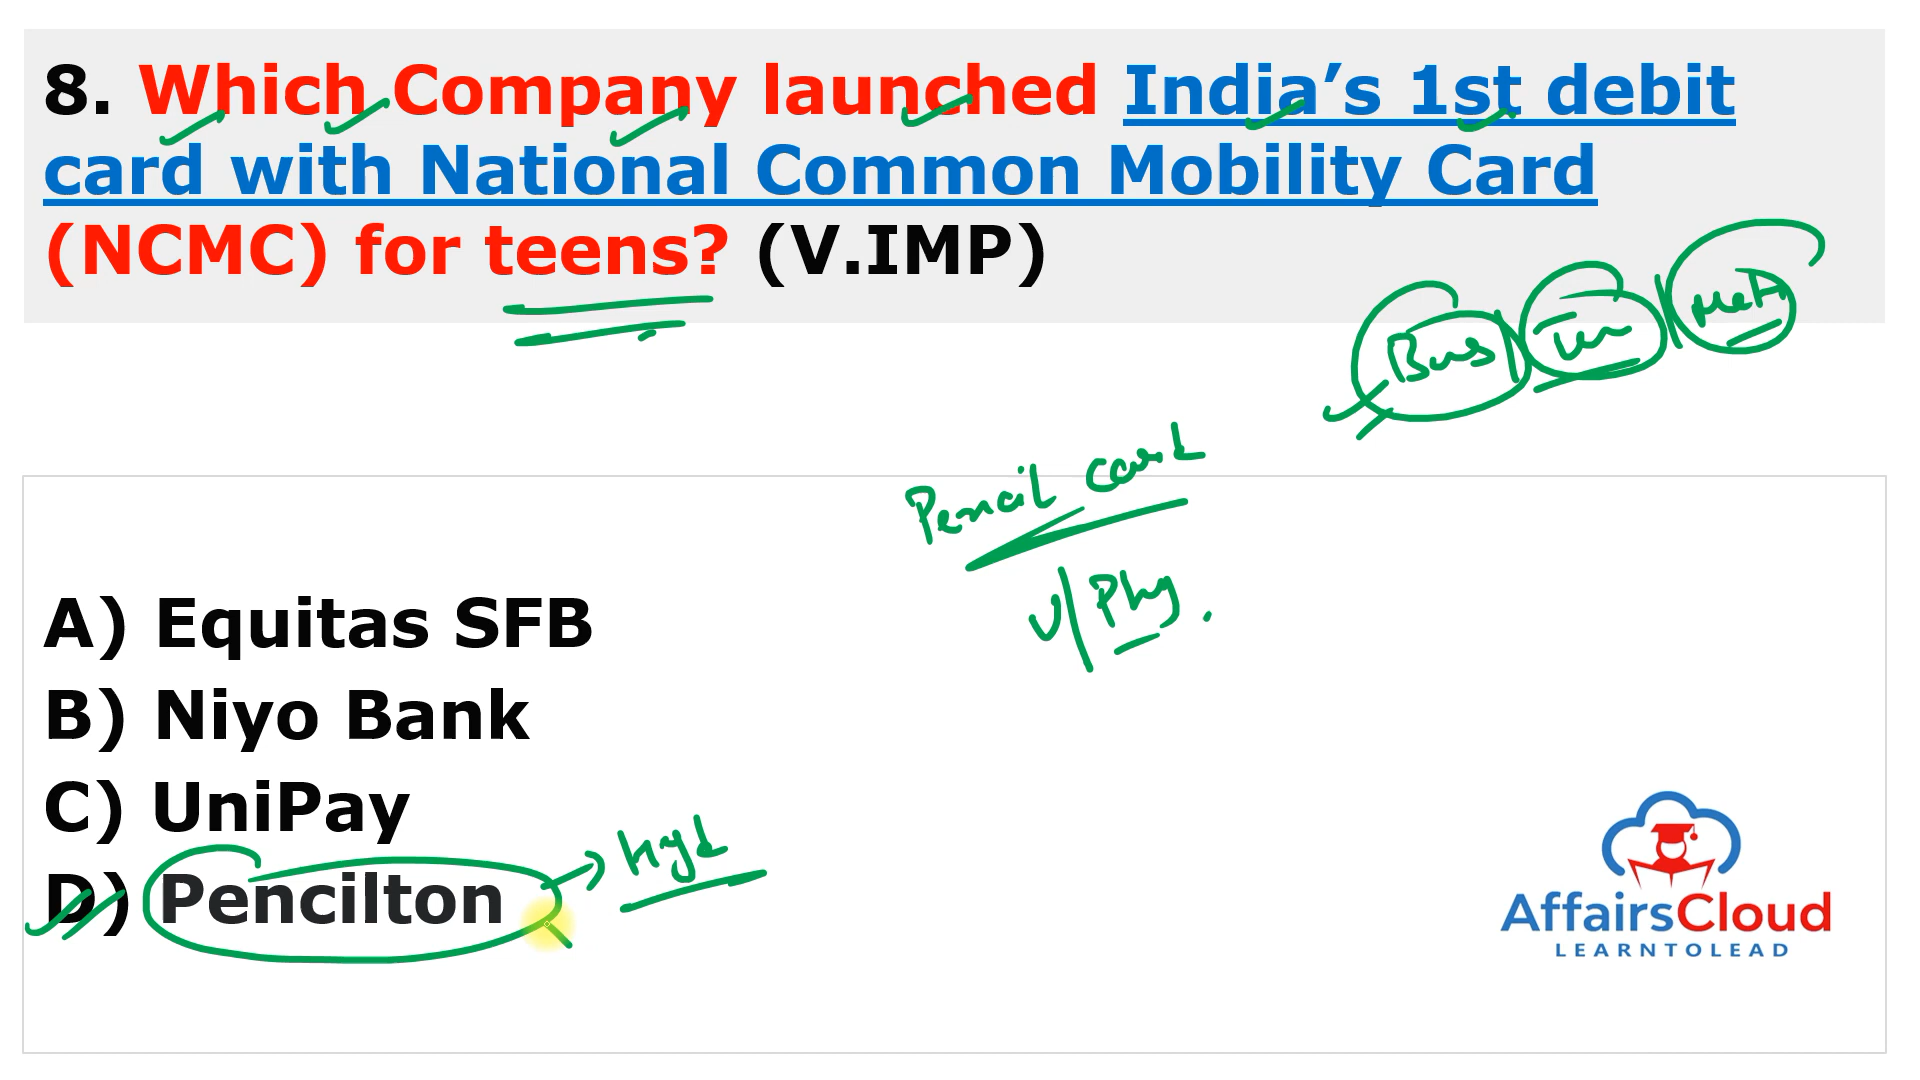 8. Which Company launched India’s 1st debit
card with National Common Mobility Card
(NCMC) for teens? (V.IMP)
Bus
Pencil card
V/Phy.
A) Equitas SFB
B) Niyo Bank
C) UniPay
D) Pencilton
Hyd
AffairsCloud
LEARNTOLEAD